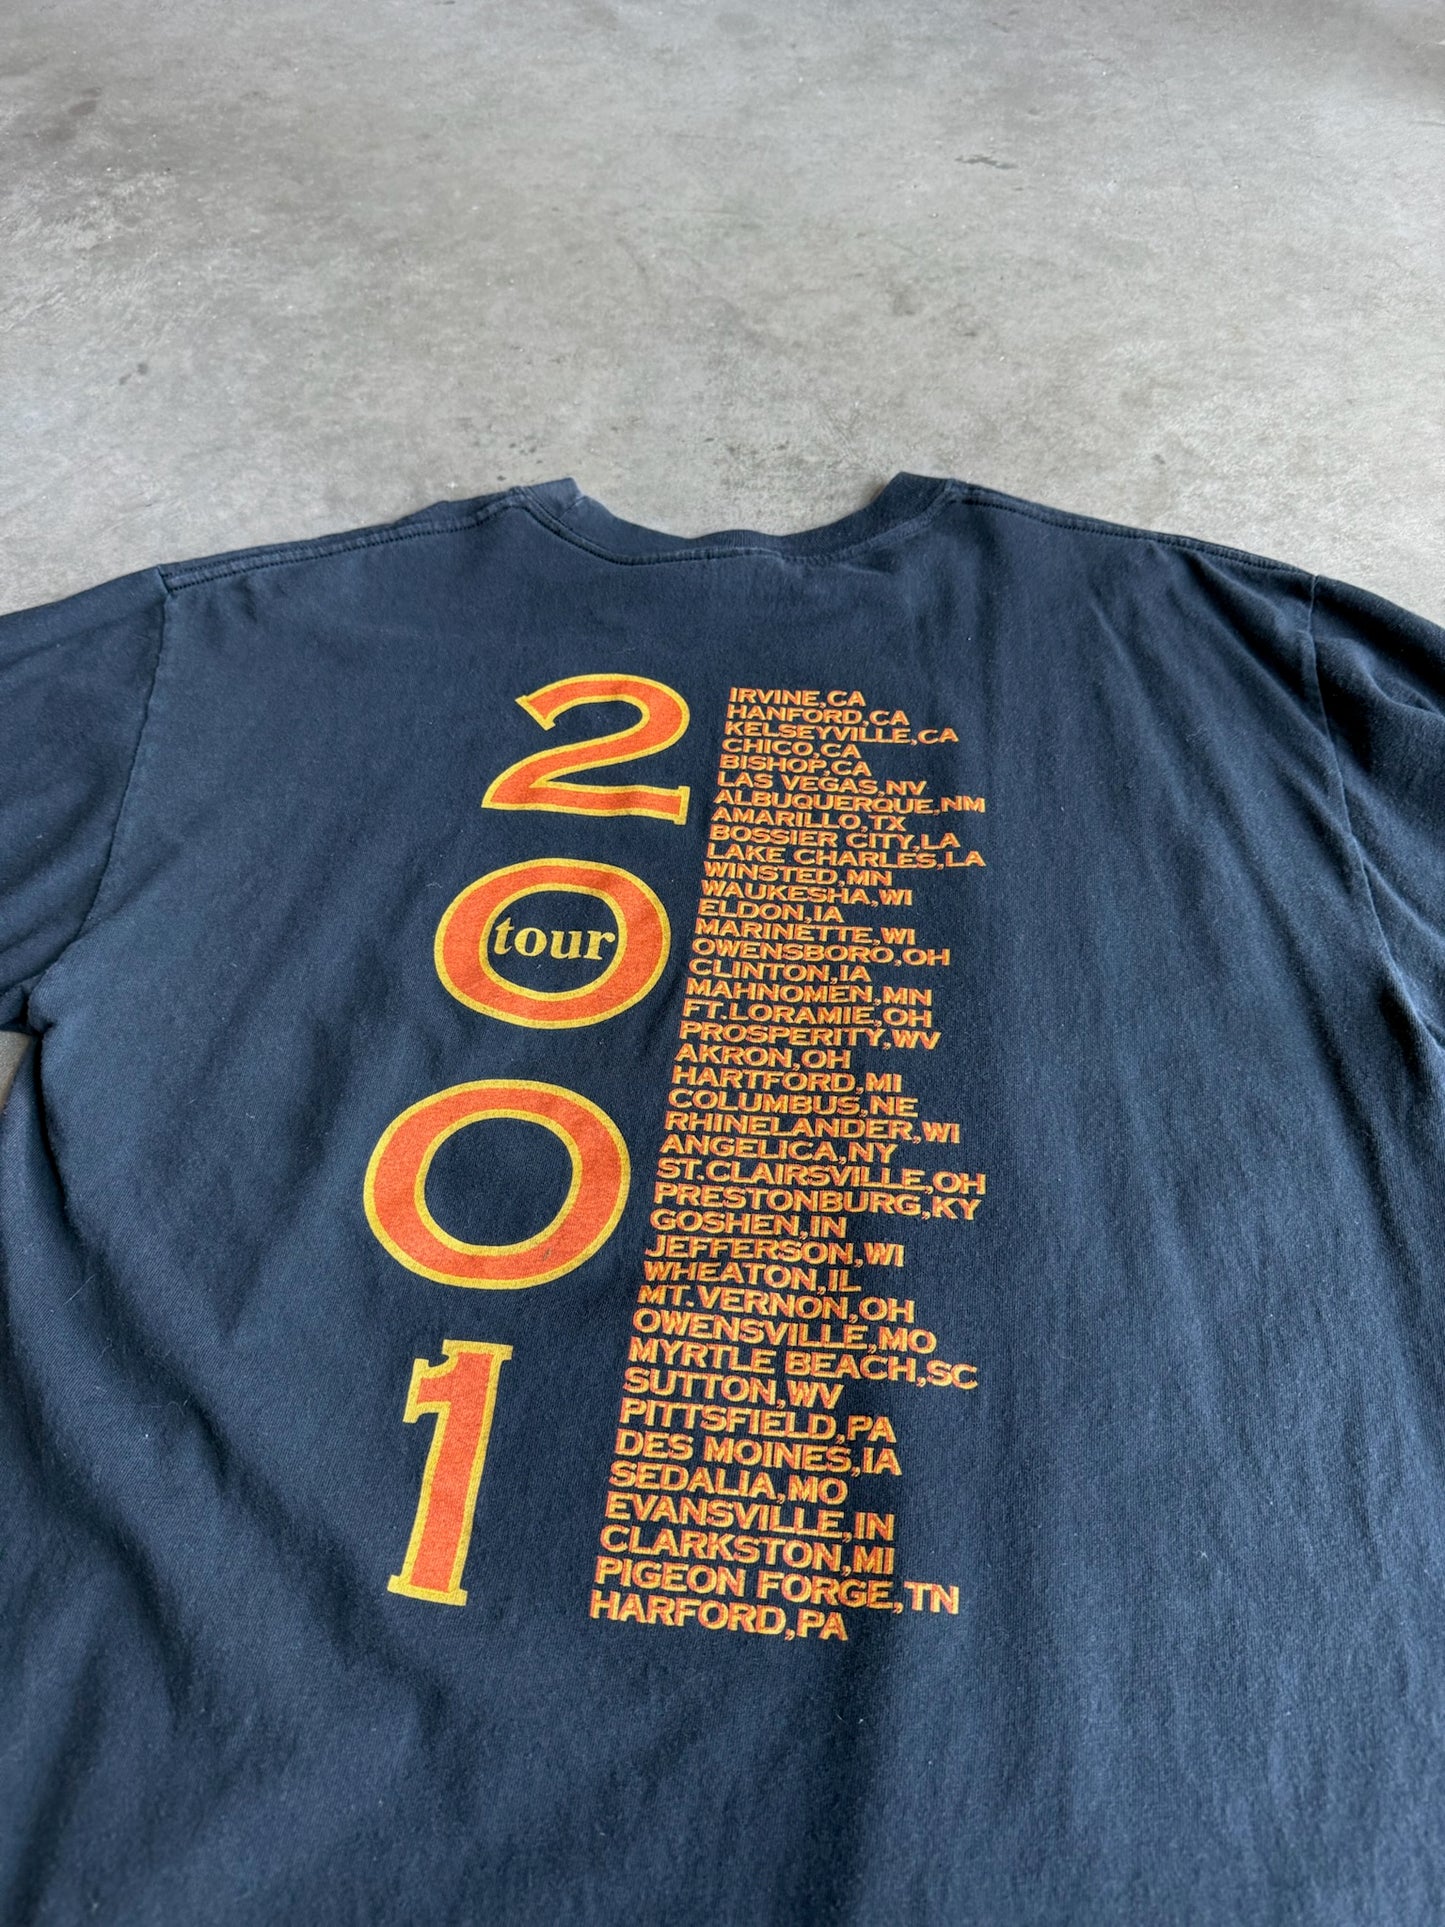 2001
tour
IRVINE,CA
HANFORD,CA
KELSEYVILLE,CA
CHICO,CA
BISHOP,CA
LAS VEGAS,NV
ALBUQUERQUE,NM
AMARILLO,TX
BOSSIER CITY,LA
LAKE CHARLES,LA
WINSTED,MN
WAUKESHA,WI
ELDON,IA
MARINETTE,WI
OWENSBORO,OH
CLINTON,IA
MAHNOMEN,MN
FT.LORAMIE,OH
PROSPERITY,WV
AKRON,OH
HARTFORD,MI
COLUMBUS,NE
RHINELANDER,WI
ANGELICA,NY
ST.CLAIRSVILLE,OH
PRESTONBURG,KY
GOSHEN,IN
JEFFERSON,WI
WHEATON,IL
MT.VERNON,OH
OWENSVILLE,MO
MYRTLE BEACH,SC
SUTTON,WV
PITTSFIELD,PA
DES MOINES,IA
SEDALIA,MO
EVANSVILLE,IN
CLARKSTON,MI
PIGEON FORGE,TN
HARFORD,PA